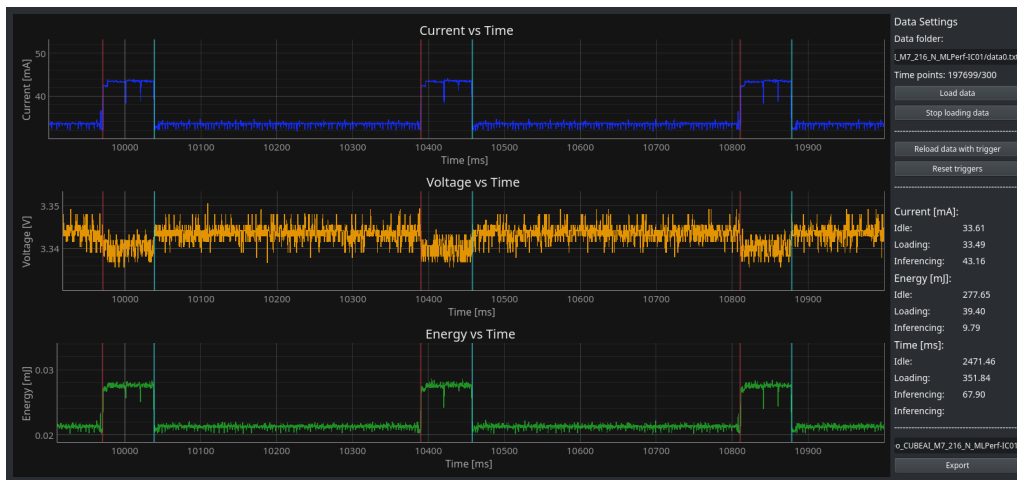 Current vs Time
Current [mA]
50
40
10000 10100 10200 10300 10400 10500 10600 10700 10800 10900
Time [ms]
Voltage vs Time
Voltage [V]
3.35
3.34
10000 10100 10200 10300 10400 10500 10600 10700 10800 10900
Time [ms]
Energy vs Time
Energy [mJ]
0.03
0.02
10000 10100 10200 10300 10400 10500 10600 10700 10800 10900
Time [ms]
Data Settings
Data folder:
I_M7_216_N_MLPerf-IC01/data0.txt
Time points: 197699/300
Load data
Stop loading data
Reload data with trigger
Reset triggers
Current [mA]:
Idle: 33.61
Loading: 33.49
Inferencing: 43.16
Energy [mJ]:
Idle: 277.65
Loading: 39.40
Inferencing: 9.79
Time [ms]:
Idle: 2471.46
Loading: 351.84
Inferencing: 67.90
Inferencing:
o_CUBEAI_M7_216_N_MLPerf-IC01
Export